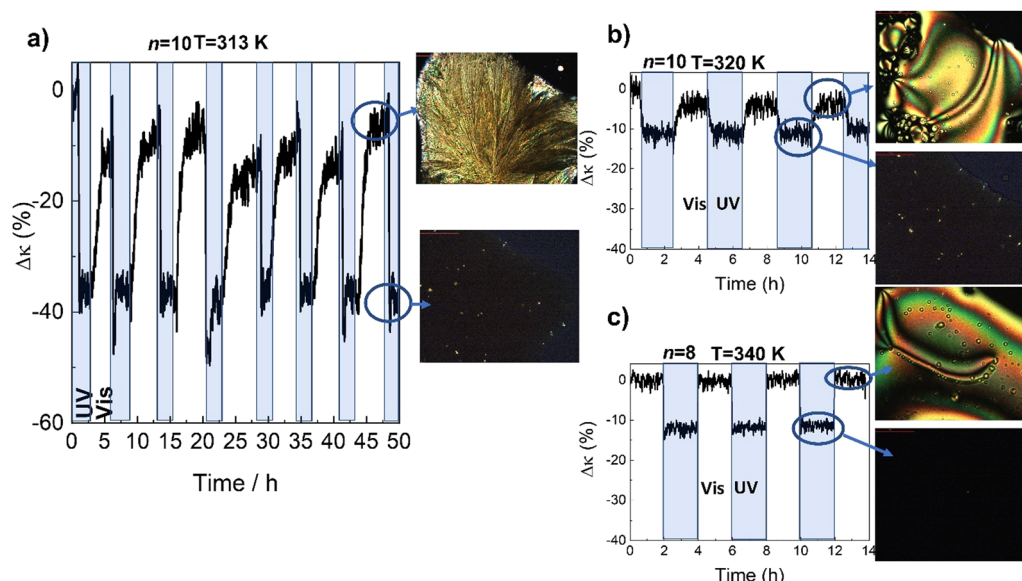 a)
n=10 T=313 K
0
-20
-40
-60
Δκ (%)
UV
Vis
0 5 10 15 20 25 30 35 40 45 50
Time / h
b)
n=10 T=320 K
0
-10
-20
-30
-40
Δκ (%)
Vis UV
0 2 4 6 8 10 12 14
Time (h)
c)
n=8 T=340 K
0
-10
-20
-30
-40
Δκ (%)
Vis UV
0 2 4 6 8 10 12 14
Time (h)